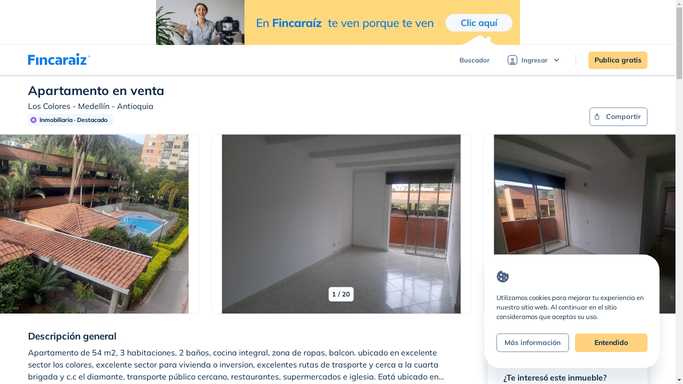 En Fincaraíz te ven porque te ven
Clic aquí
Fincaraiz
Buscador
Ingresar
Publica gratis
Apartamento en venta
Los Colores - Medellín - Antioquia
Inmobiliaria · Destacado
Compartir
1 / 20
Utilizamos cookies para mejorar tu experiencia en
nuestro sitio web. Al continuar en el sitio
consideramos que aceptas su uso.
Más información
Entendido
Descripción general
Apartamento de 54 m2, 3 habitaciones, 2 baños, cocina integral, zona de ropas, balcon. ubicado en excelente
sector los colores, excelente sector para vivienda o inversion, excelentes rutas de trasporte y cerca a la cuarta
brigada y c.c el diamante, transporte público cercano, restaurantes, supermercados e iglesia. Eatá ubicado en...
¿Te interesó este inmueble?